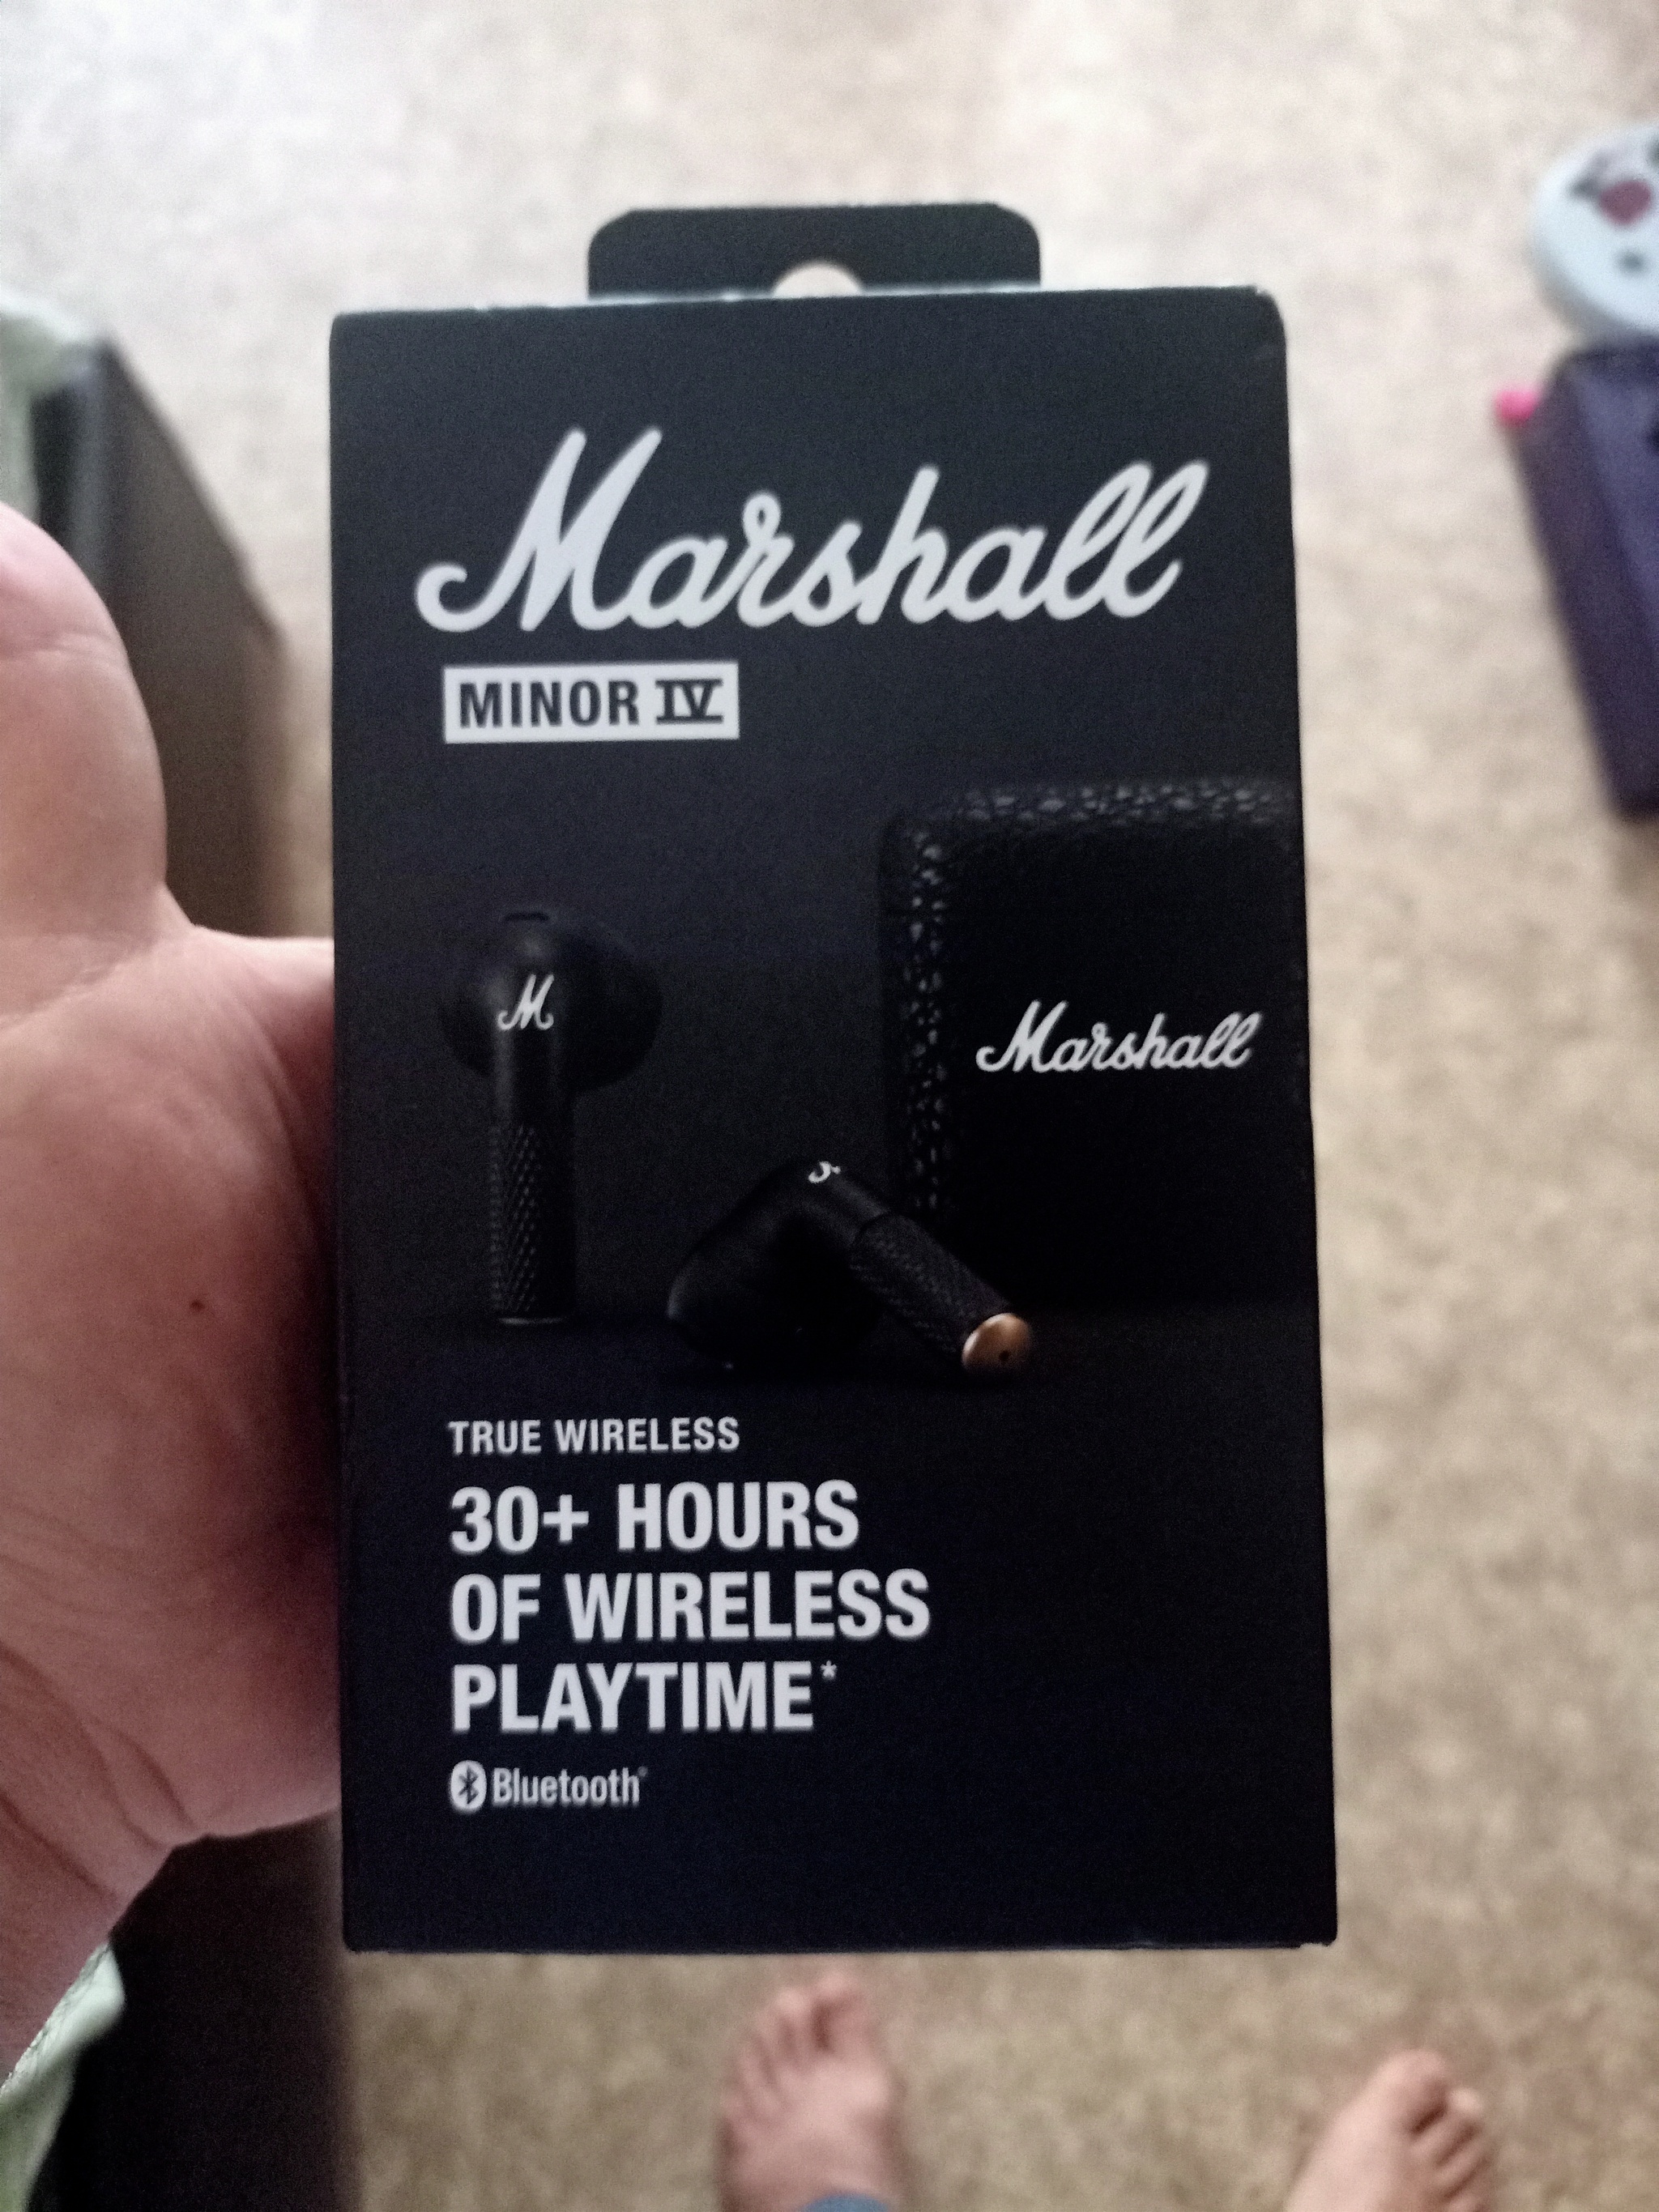 Marshall
MINOR IV
M
Marshall
TRUE WIRELESS
30+ HOURS
OF WIRELESS
PLAYTIME*
Bluetooth®